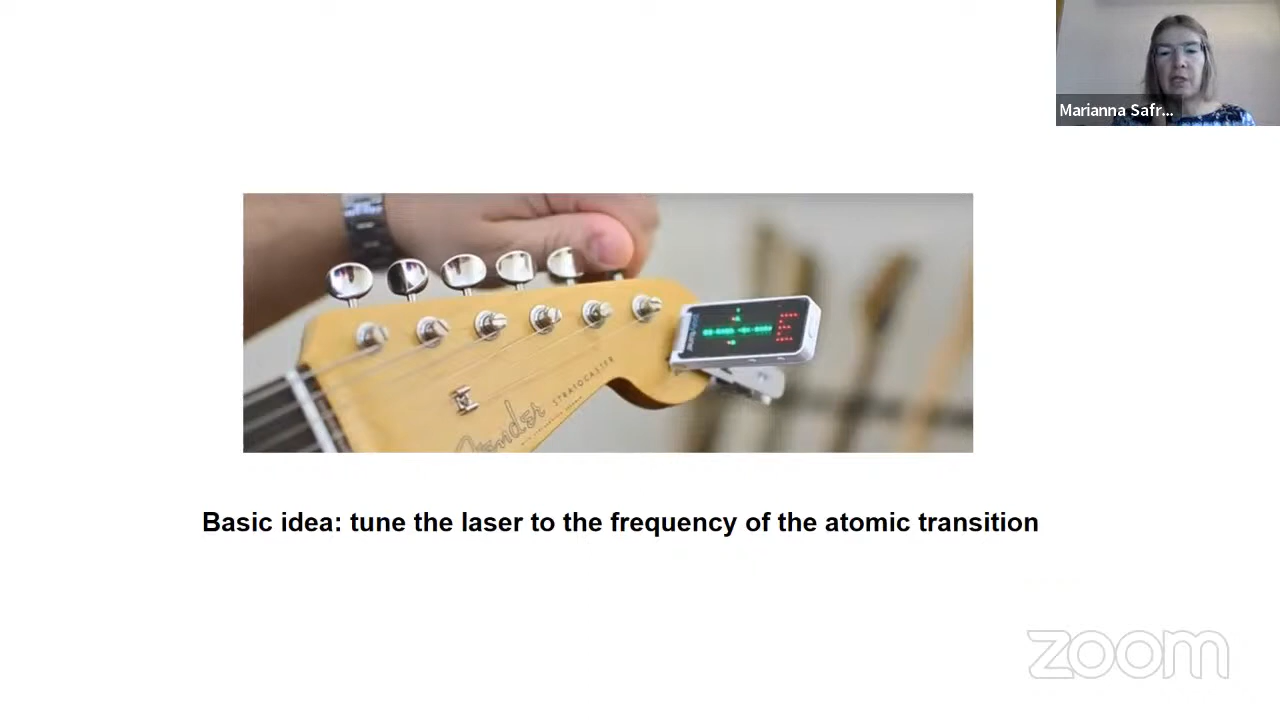 Marianna Safr...
E
Fender
STRATOCASTER
Basic idea: tune the laser to the frequency of the atomic transition
zoom